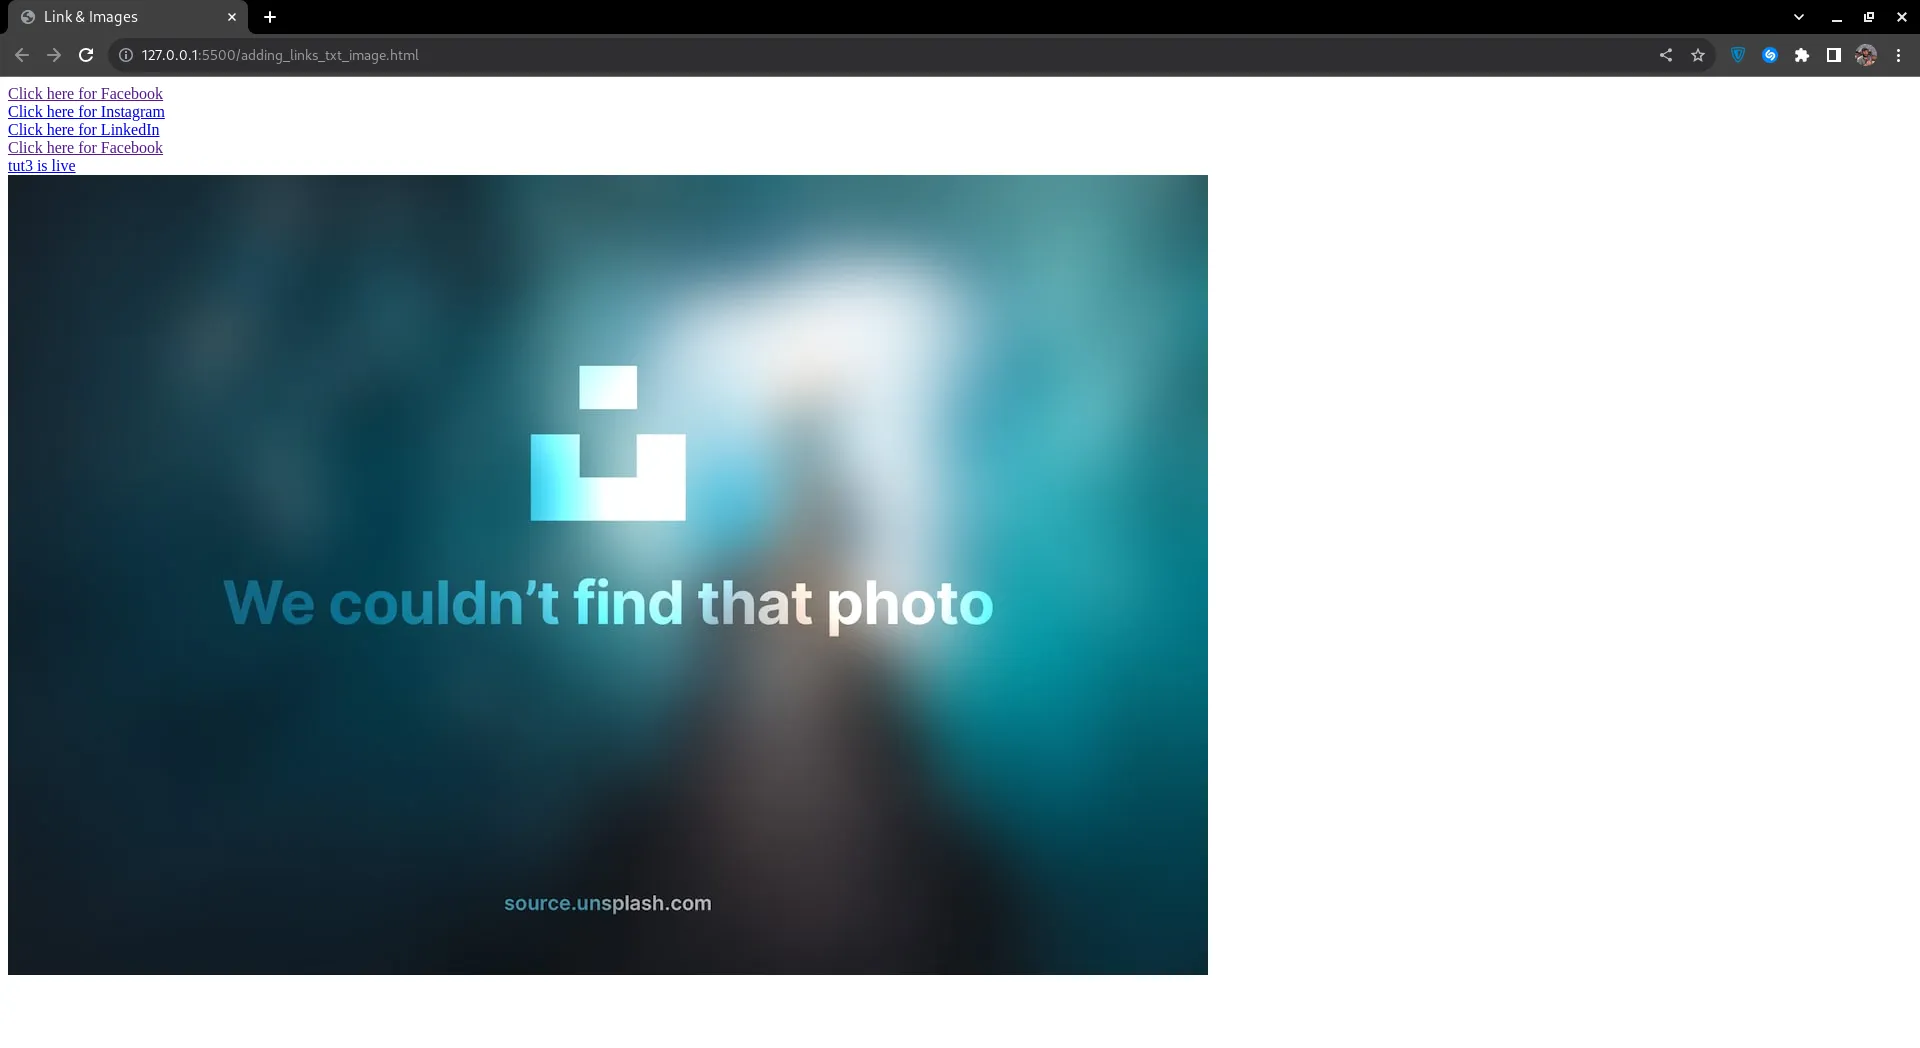 Link & Images
127.0.0.1:5500/adding_links_txt_image.html
Click here for Facebook
Click here for Instagram
Click here for LinkedIn
Click here for Facebook
tut3 is live
We couldn’t find that photo
source.unsplash.com